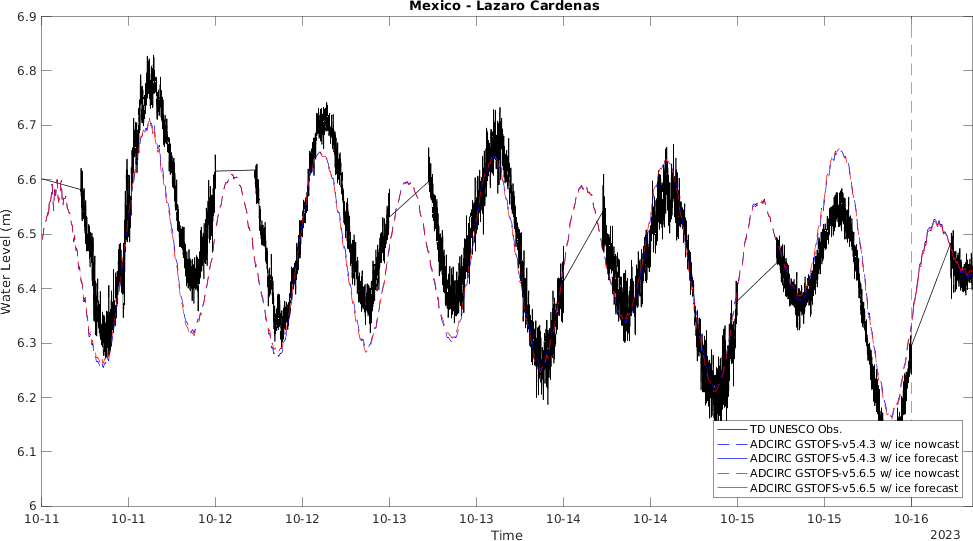 Mexico - Lazaro Cardenas
6.9
6.8
6.7
6.6
6.5
6.4
6.3
6.2
6.1
6
Water Level (m)
TD UNESCO Obs.
ADCIRC GSTOFS-v5.4.3 w/ ice nowcast
ADCIRC GSTOFS-v5.4.3 w/ ice forecast
ADCIRC GSTOFS-v5.6.5 w/ ice nowcast
ADCIRC GSTOFS-v5.6.5 w/ ice forecast
10-11 10-11 10-12 10-12 10-13 10-13 10-14 10-14 10-15 10-15 10-16
Time
2023